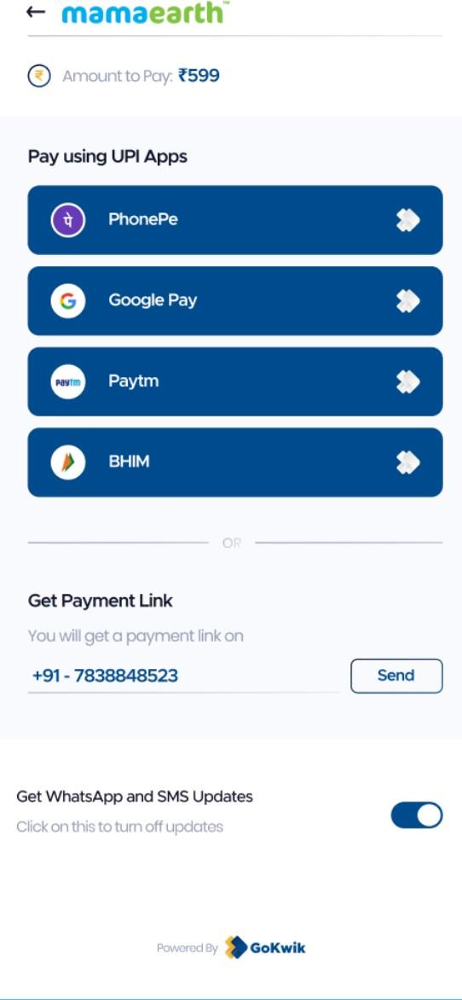 mamaearth™
Amount to Pay: ₹599
Pay using UPI Apps
पे PhonePe
G Google Pay
Paytm Paytm
BHIM
OR
Get Payment Link
You will get a payment link on
+91 - 7838848523 Send
Get WhatsApp and SMS Updates
Click on this to turn off updates
Powered By GoKwik